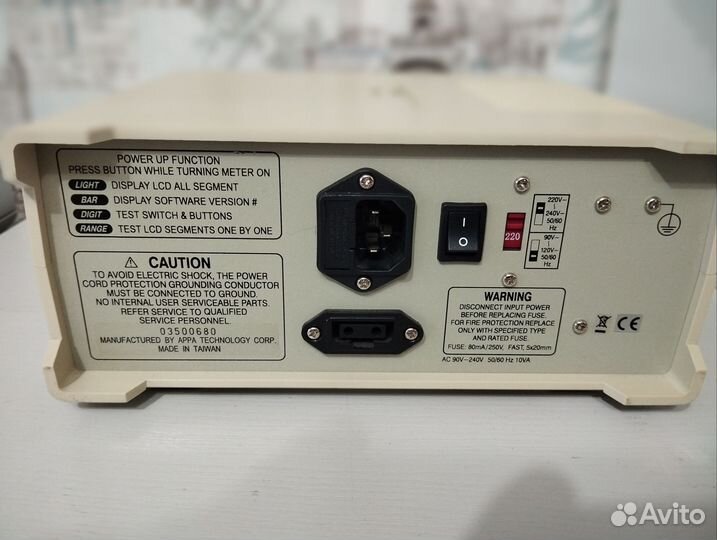 POWER UP FUNCTION
PRESS BUTTON WHILE TURNING METER ON
LIGHT DISPLAY LCD ALL SEGMENT
BAR DISPLAY SOFTWARE VERSION #
DIGIT TEST SWITCH & BUTTONS
RANGE TEST LCD SEGMENTS ONE BY ONE
CAUTION
TO AVOID ELECTRIC SHOCK, THE POWER
CORD PROTECTION GROUNDING CONDUCTOR
MUST BE CONNECTED TO GROUND.
NO INTERNAL USER SERVICEABLE PARTS.
REFER SERVICE TO QUALIFIED
SERVICE PERSONNEL.
03500680
MANUFACTURED BY APPA TECHNOLOGY CORP.
MADE IN TAIWAN
I
O
220
220V~
240V~
50/60
Hz
90V~
120V~
50/60
Hz
WARNING
DISCONNECT INPUT POWER
BEFORE REPLACING FUSE.
FOR FIRE PROTECTION REPLACE
ONLY WITH SPECIFIED TYPE
AND RATED FUSE.
FUSE: 80mA/250V, FAST, 5x20mm
AC 90V~240V 50/60 Hz 10VA
CE
Avito